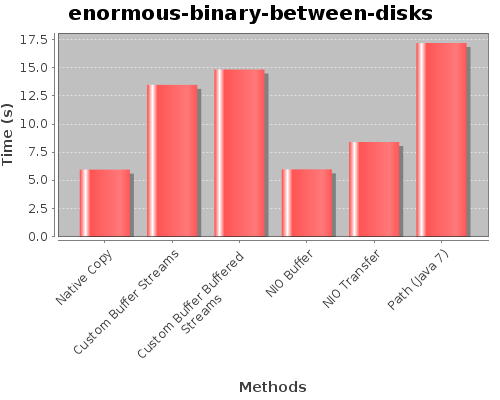 enormous-binary-between-disks
Time (s)
17.5
15.0
12.5
10.0
7.5
5.0
2.5
0.0
Native Copy
Custom Buffer Streams
Custom Buffer Buffered
Streams
NIO Buffer
NIO Transfer
Path (Java 7)
Methods